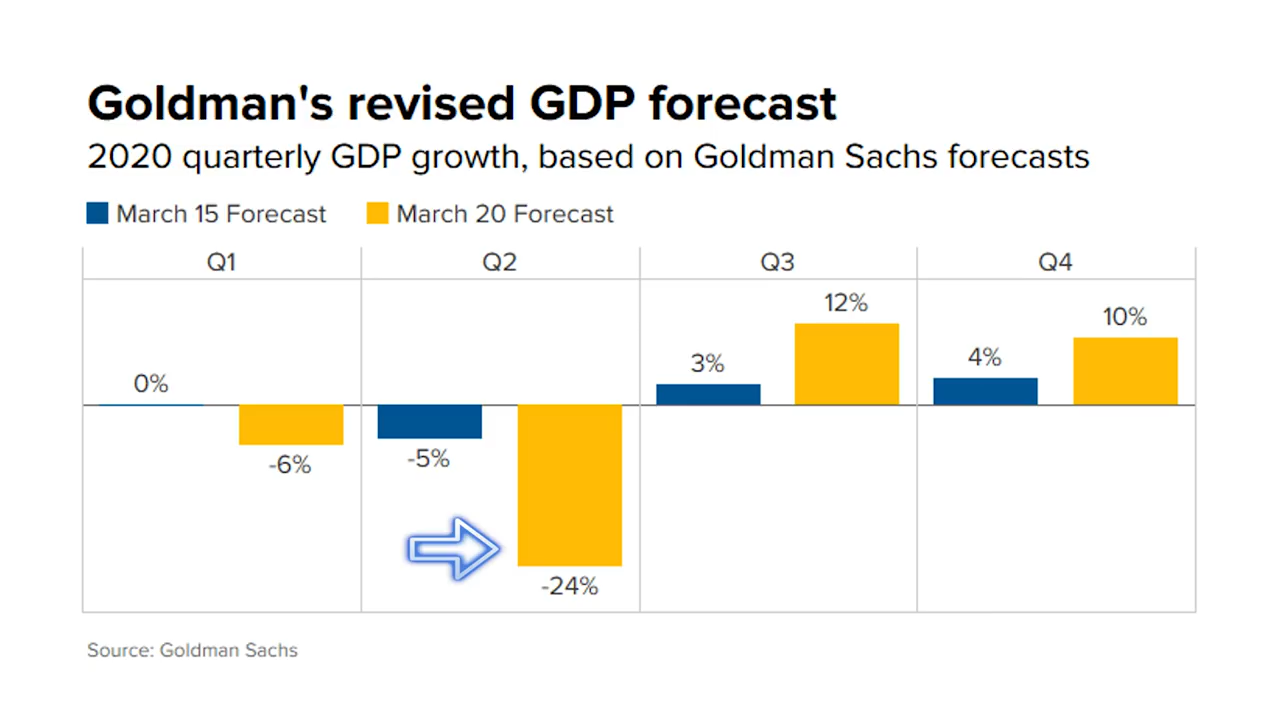 Goldman's revised GDP forecast
2020 quarterly GDP growth, based on Goldman Sachs forecasts
March 15 Forecast March 20 Forecast
Q1 Q2 Q3 Q4
0% -6% -5% -24% 3% 12% 4% 10%
Source: Goldman Sachs